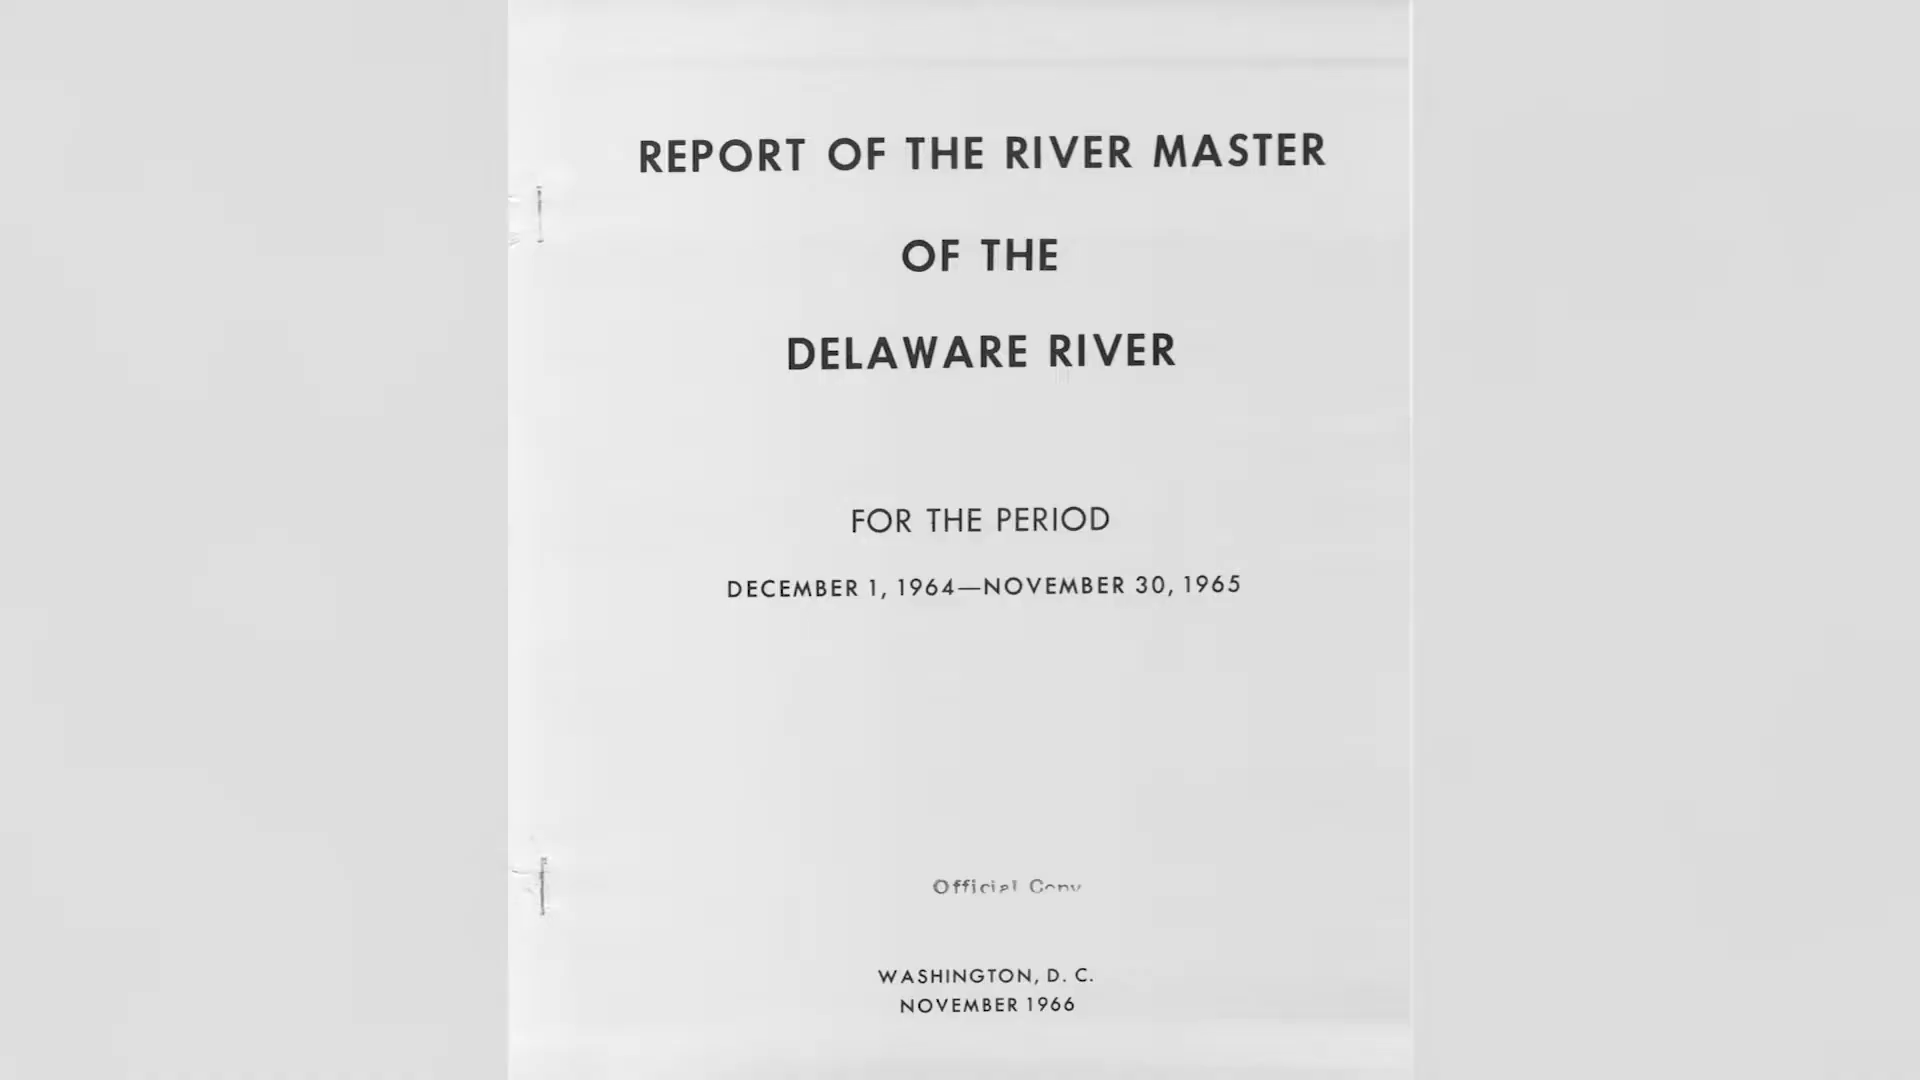 REPORT OF THE RIVER MASTER
OF THE
DELAWARE RIVER
FOR THE PERIOD
DECEMBER 1, 1964—NOVEMBER 30, 1965
Official Copy
WASHINGTON, D. C.
NOVEMBER 1966